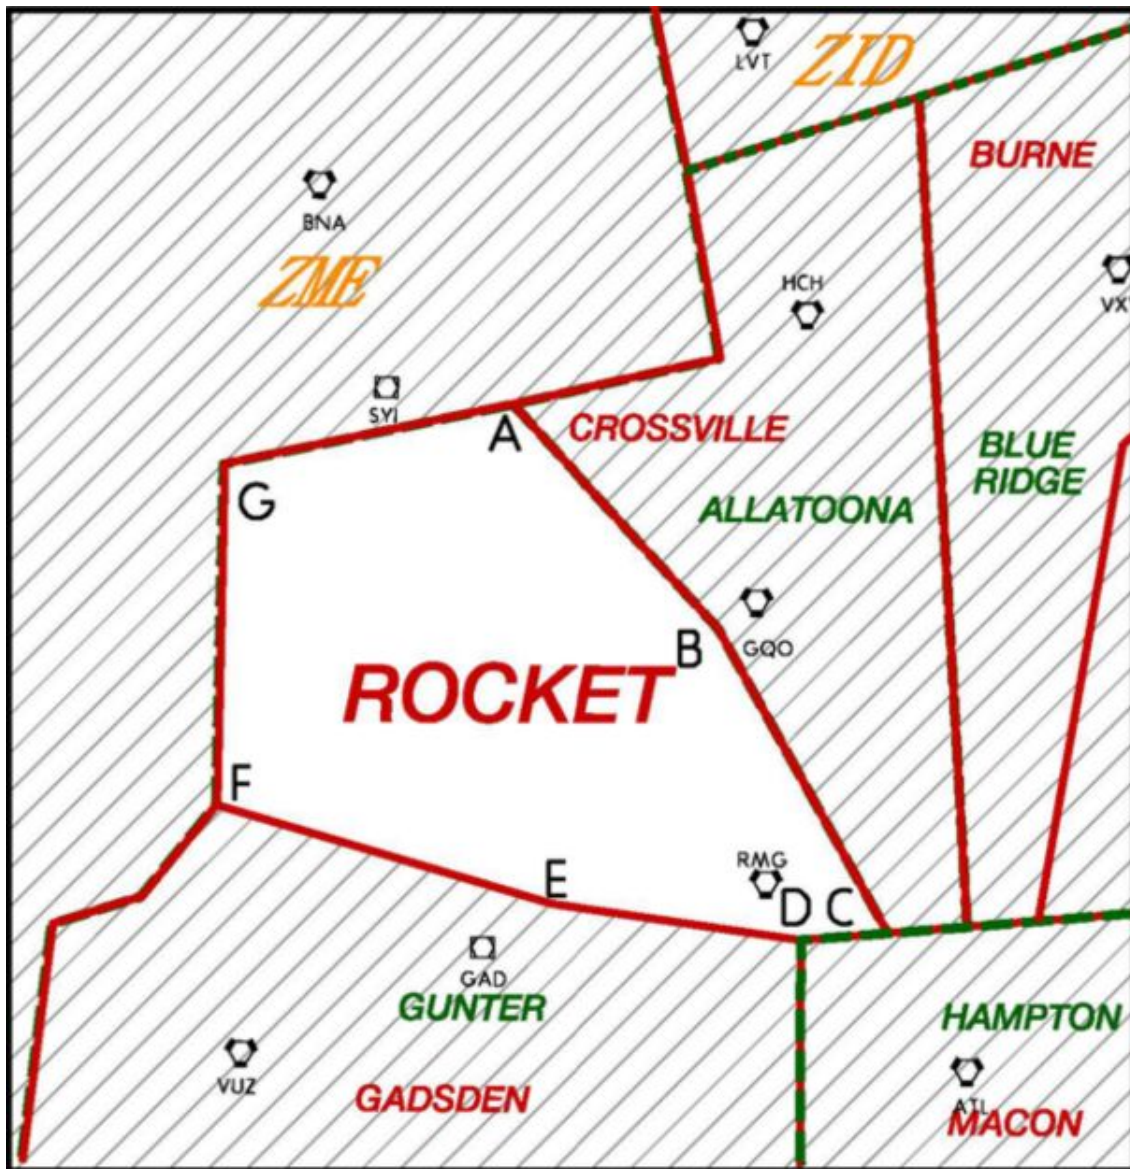 LVT
ZID
BURNE
BNA
ZME
HCH
VX
SYI
A
CROSSVILLE
G
BLUE
RIDGE
ALLATOONA
B
GQO
ROCKET
F
E
RMG
D
C
GAD
GUNTER
HAMPTON
VUZ
GADSDEN
ATL
MACON